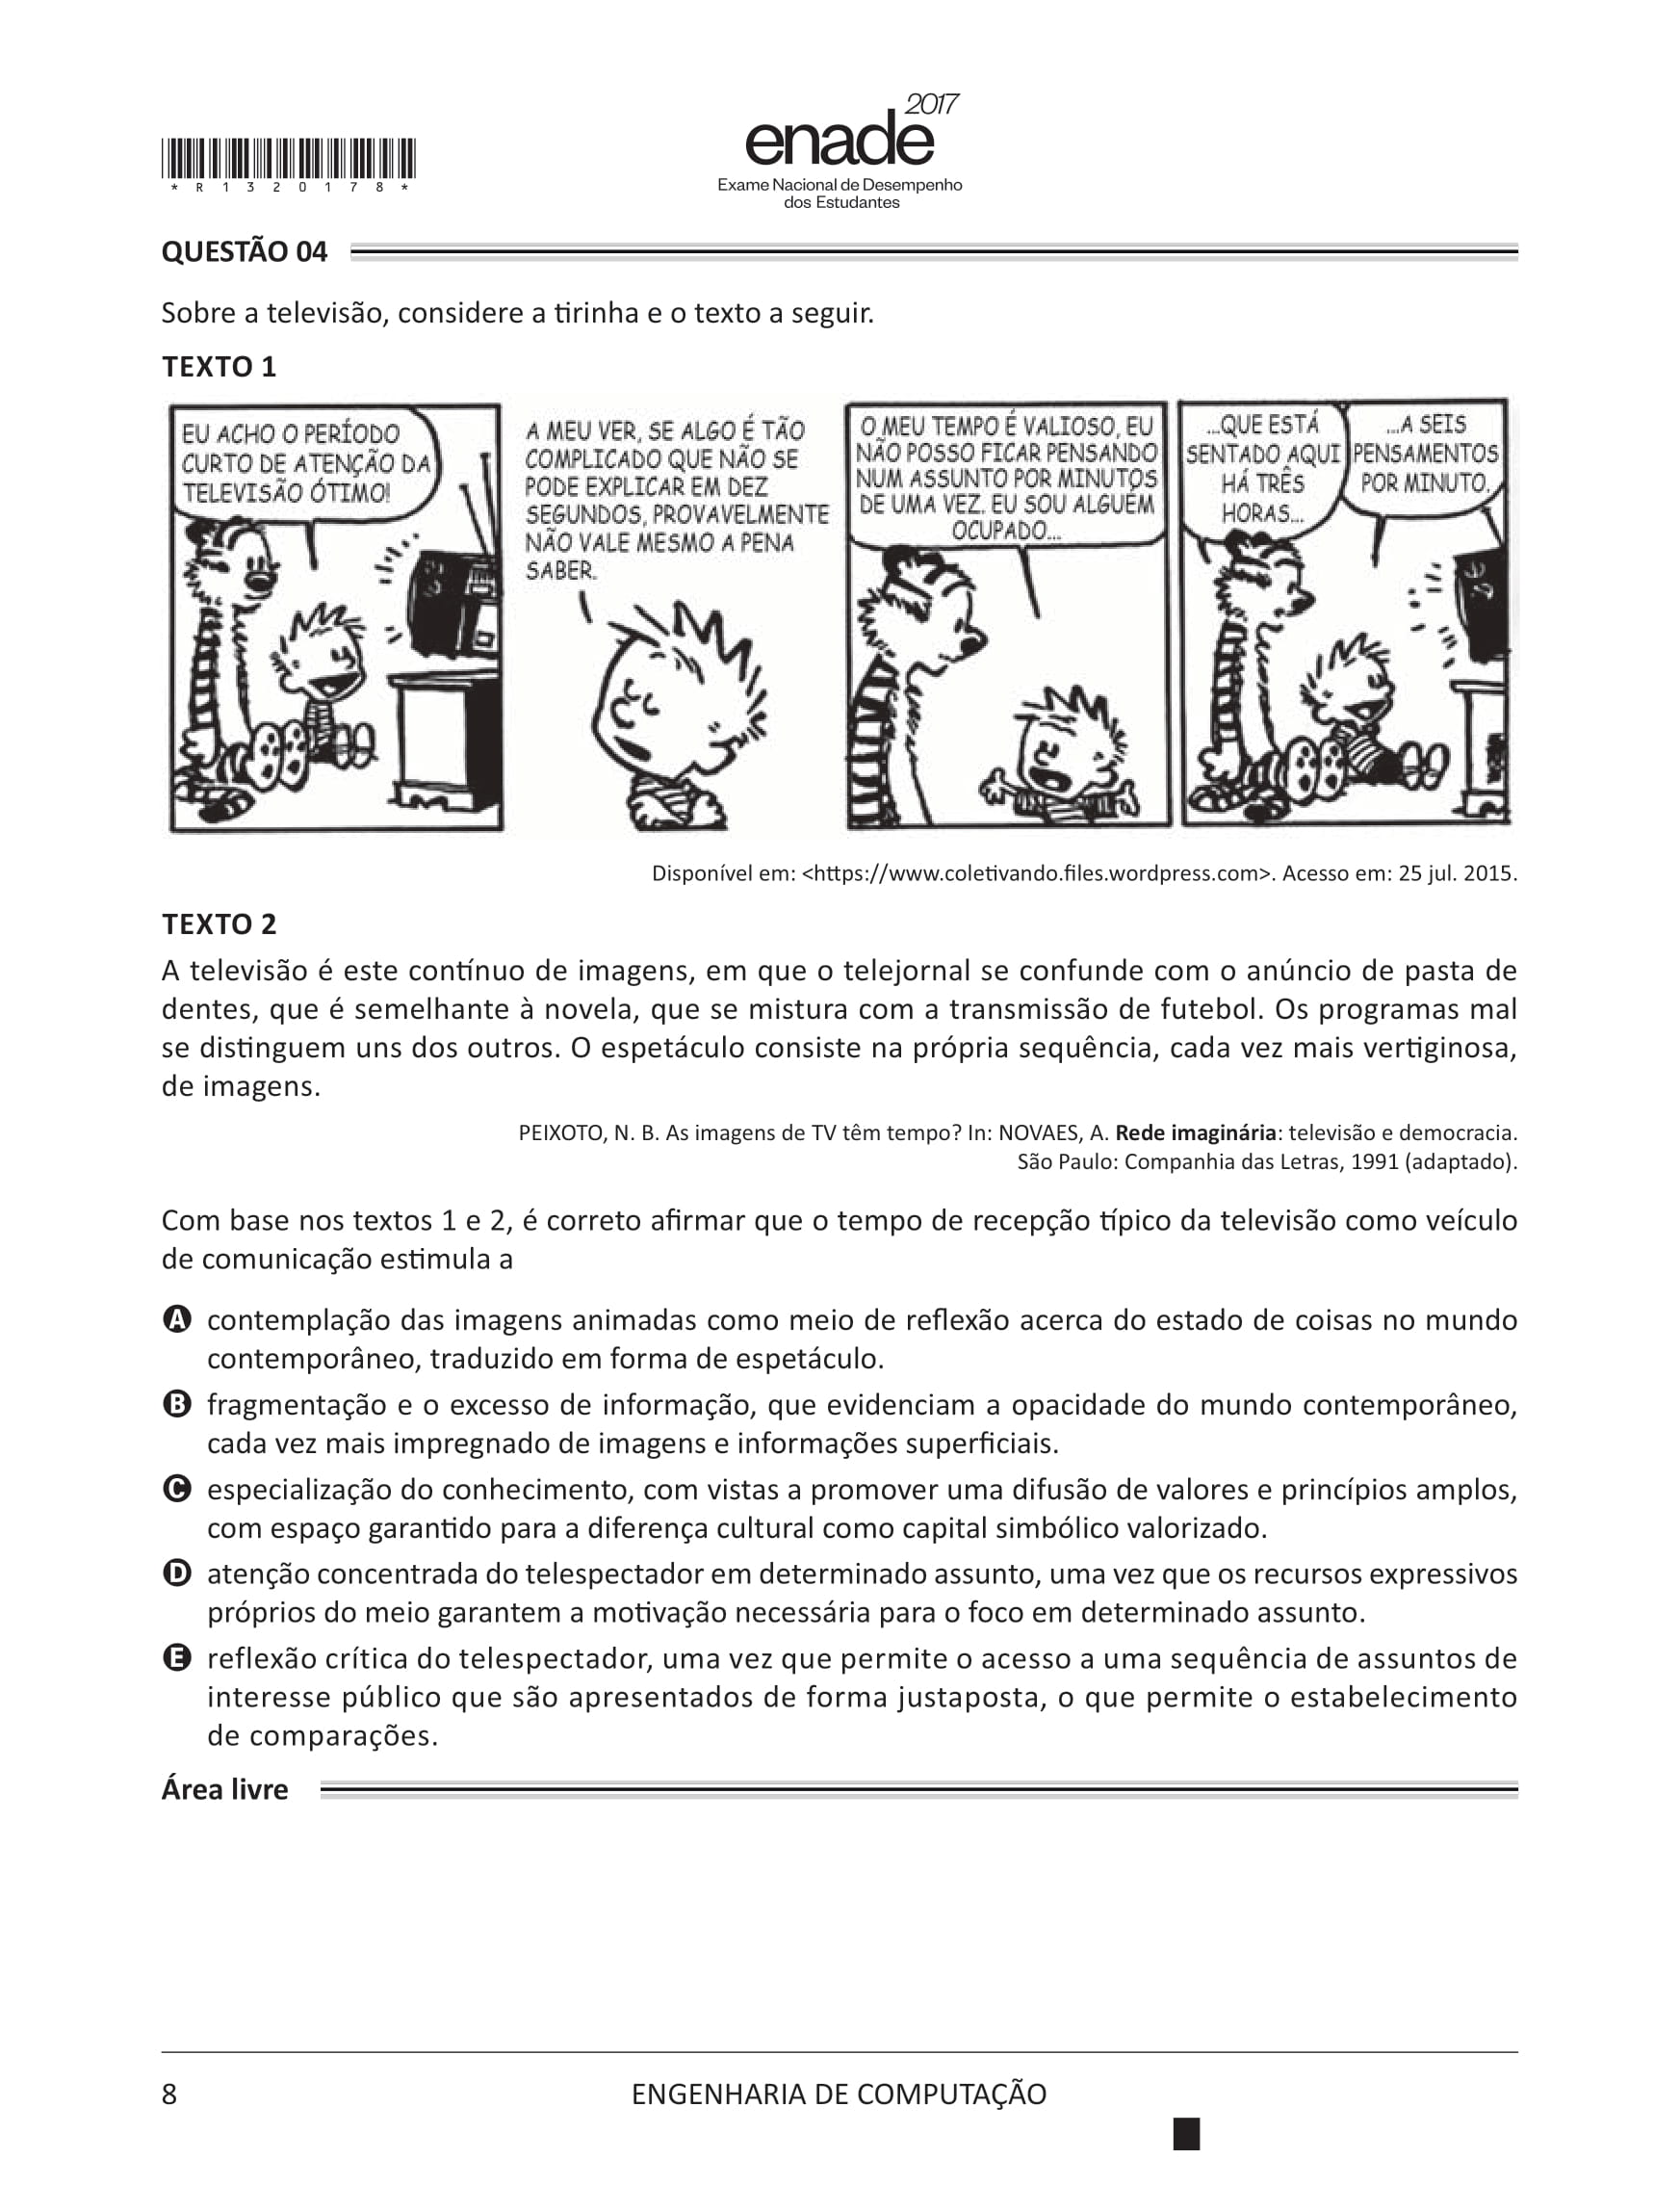 * R 1 3 2 0 1 7 8 *
2017
enade
Exame Nacional de Desempenho
dos Estudantes
QUESTÃO 04
Sobre a televisão, considere a tirinha e o texto a seguir.
TEXTO 1
EU ACHO O PERÍODO
CURTO DE ATENÇÃO DA
TELEVISÃO ÓTIMO!
A MEU VER, SE ALGO É TÃO
COMPLICADO QUE NÃO SE
PODE EXPLICAR EM DEZ
SEGUNDOS, PROVAVELMENTE
NÃO VALE MESMO A PENA
SABER.
O MEU TEMPO É VALIOSO, EU
NÃO POSSO FICAR PENSANDO
NUM ASSUNTO POR MINUTOS
DE UMA VEZ. EU SOU ALGUÉM
OCUPADO...
...QUE ESTÁ
SENTADO AQUI
HÁ TRÊS
HORAS...
...A SEIS
PENSAMENTOS
POR MINUTO.
Disponível em: <https://www.coletivando.files.wordpress.com>. Acesso em: 25 jul. 2015.
TEXTO 2
A televisão é este contínuo de imagens, em que o telejornal se confunde com o anúncio de pasta de
dentes, que é semelhante à novela, que se mistura com a transmissão de futebol. Os programas mal
se distinguem uns dos outros. O espetáculo consiste na própria sequência, cada vez mais vertiginosa,
de imagens.
PEIXOTO, N. B. As imagens de TV têm tempo? In: NOVAES, A. Rede imaginária: televisão e democracia.
São Paulo: Companhia das Letras, 1991 (adaptado).
Com base nos textos 1 e 2, é correto afirmar que o tempo de recepção típico da televisão como veículo
de comunicação estimula a
A contemplação das imagens animadas como meio de reflexão acerca do estado de coisas no mundo
contemporâneo, traduzido em forma de espetáculo.
B fragmentação e o excesso de informação, que evidenciam a opacidade do mundo contemporâneo,
cada vez mais impregnado de imagens e informações superficiais.
C especialização do conhecimento, com vistas a promover uma difusão de valores e princípios amplos,
com espaço garantido para a diferença cultural como capital simbólico valorizado.
D atenção concentrada do telespectador em determinado assunto, uma vez que os recursos expressivos
próprios do meio garantem a motivação necessária para o foco em determinado assunto.
E reflexão crítica do telespectador, uma vez que permite o acesso a uma sequência de assuntos de
interesse público que são apresentados de forma justaposta, o que permite o estabelecimento
de comparações.
Área livre
8
ENGENHARIA DE COMPUTAÇÃO